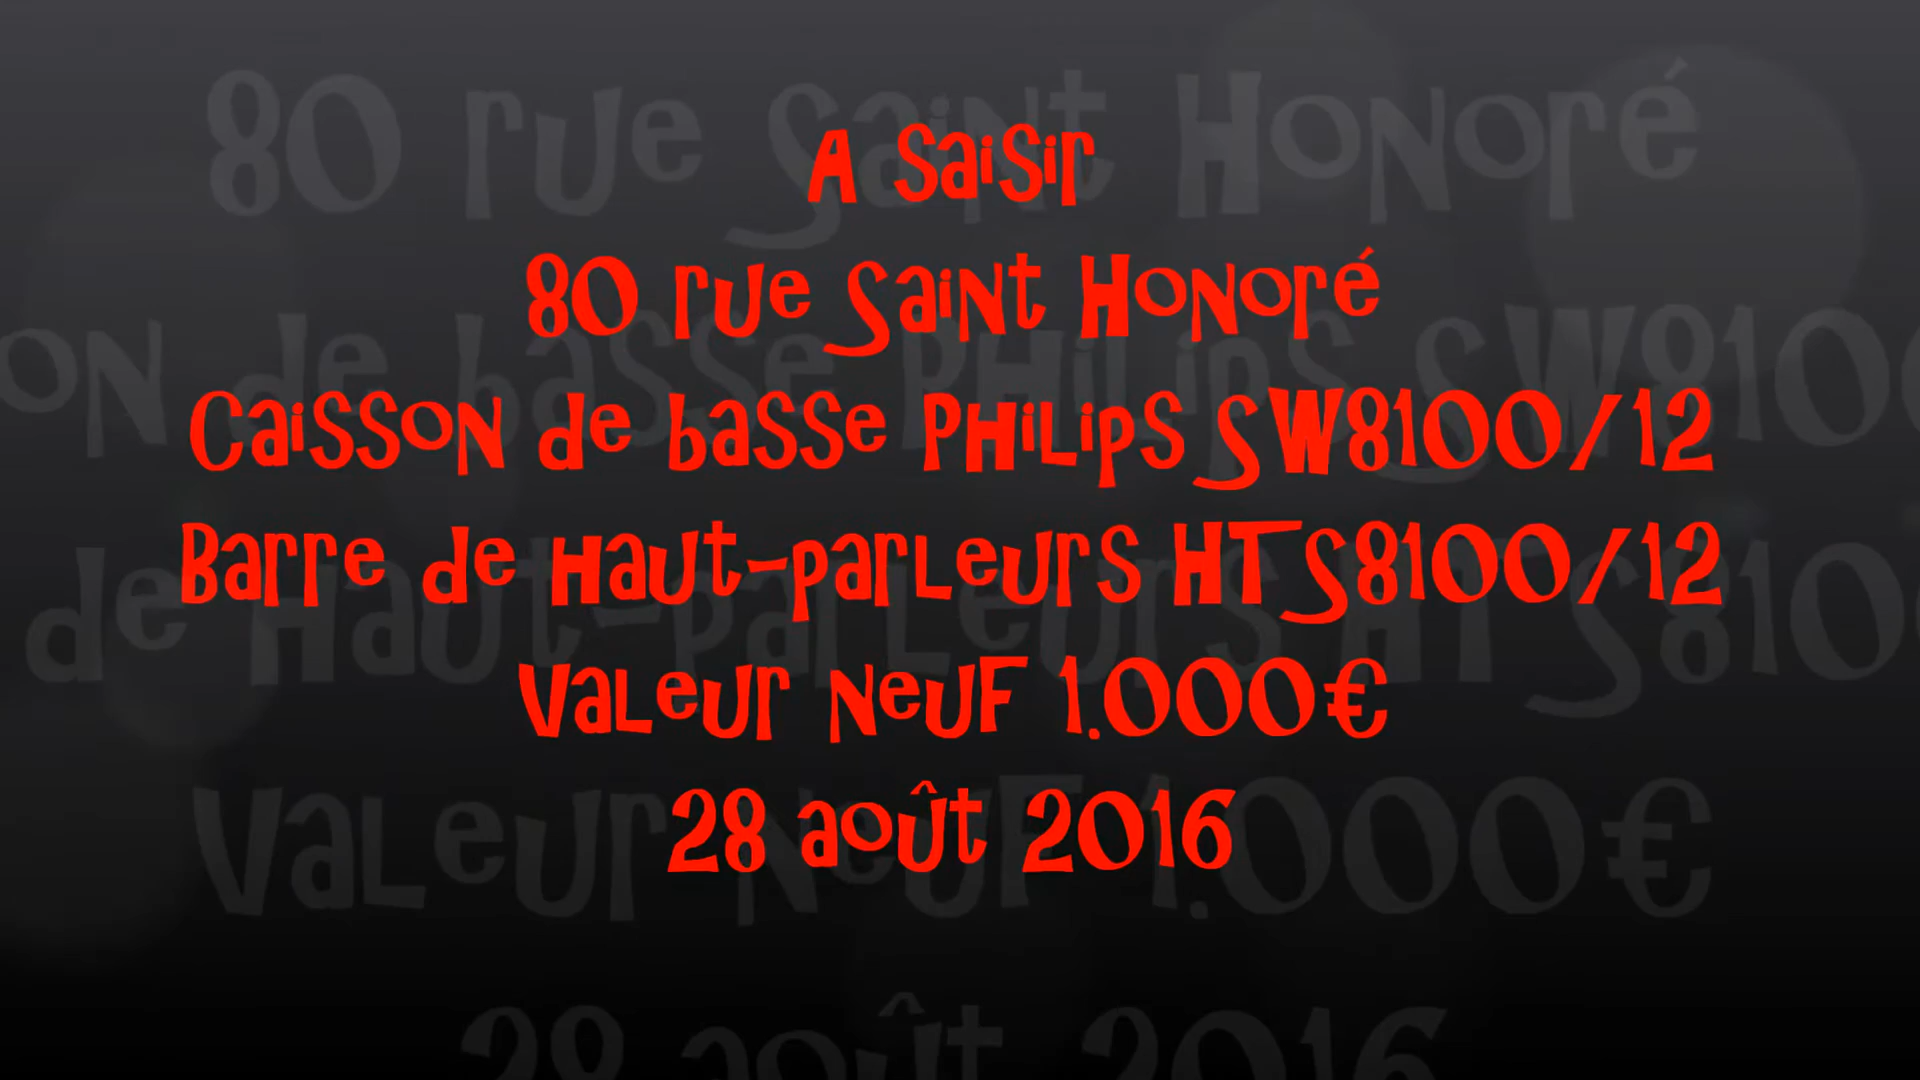 A saisir
80 rue Saint Honoré
Caisson de basse Philips SW8100/12
Barre de haut-parleurs HTS8100/12
Valeur neuf 1.000€
28 août 2016